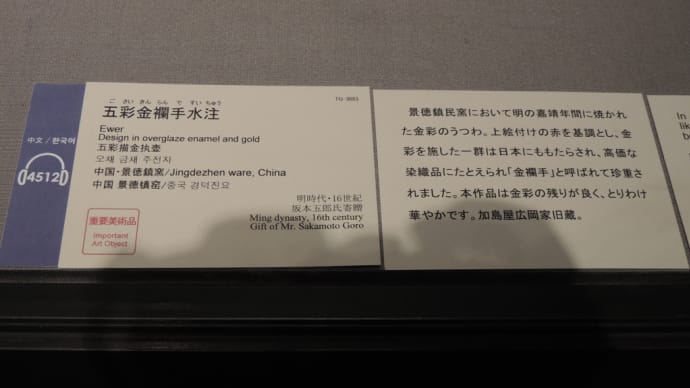 中文 / 한국어
4512
TG-2653
ご さい きん らん で すい ちゅう
五彩金襴手水注
Ewer
Design in overglaze enamel and gold
五彩描金执壶
오채 금채 주전자
中国・景徳鎮窯/Jingdezhen ware, China
中国 景德镇窑/중국 경덕진요
明時代・16世紀
坂本五郎氏寄贈
Ming dynasty, 16th century
Gift of Mr. Sakamoto Goro
重要美術品
Important
Art Object
景徳鎮民窯において明の嘉靖年間に焼かれ
た金彩のうつわ。上絵付けの赤を基調とし、金
彩を施した一群は日本にももたらされ、高価な
染織品にたとえられ「金襴手」と呼ばれて珍重さ
れました。本作品は金彩の残りが良く、とりわけ
華やかです。加島屋広岡家旧蔵。
In